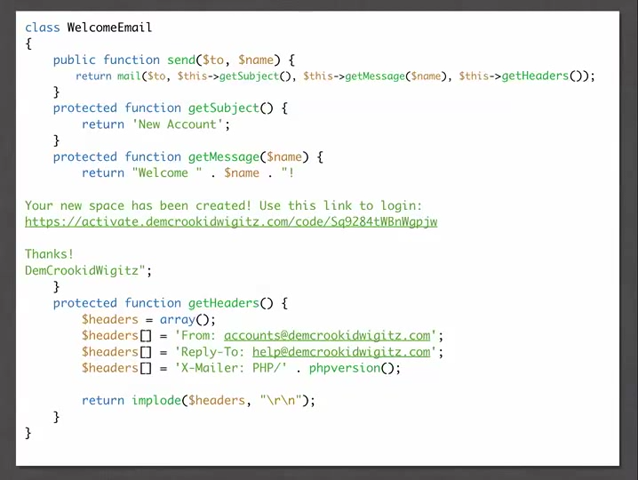 class WelcomeEmail
{
public function send($to, $name) {
return mail($to, $this->getSubject(), $this->getMessage($name), $this->getHeaders());
}
protected function getSubject() {
return 'New Account';
}
protected function getMessage($name) {
return "Welcome " . $name . "!
Your new space has been created! Use this link to login:
https://activate.demcrookidwigitz.com/code/Sq9284tWBnWgpjw
Thanks!
DemCrookidWigitz";
}
protected function getHeaders() {
$headers = array();
$headers[] = 'From: accounts@demcrookidwigitz.com';
$headers[] = 'Reply-To: help@demcrookidwigitz.com';
$headers[] = 'X-Mailer: PHP/' . phpversion();
return implode($headers, "\r\n");
}
}